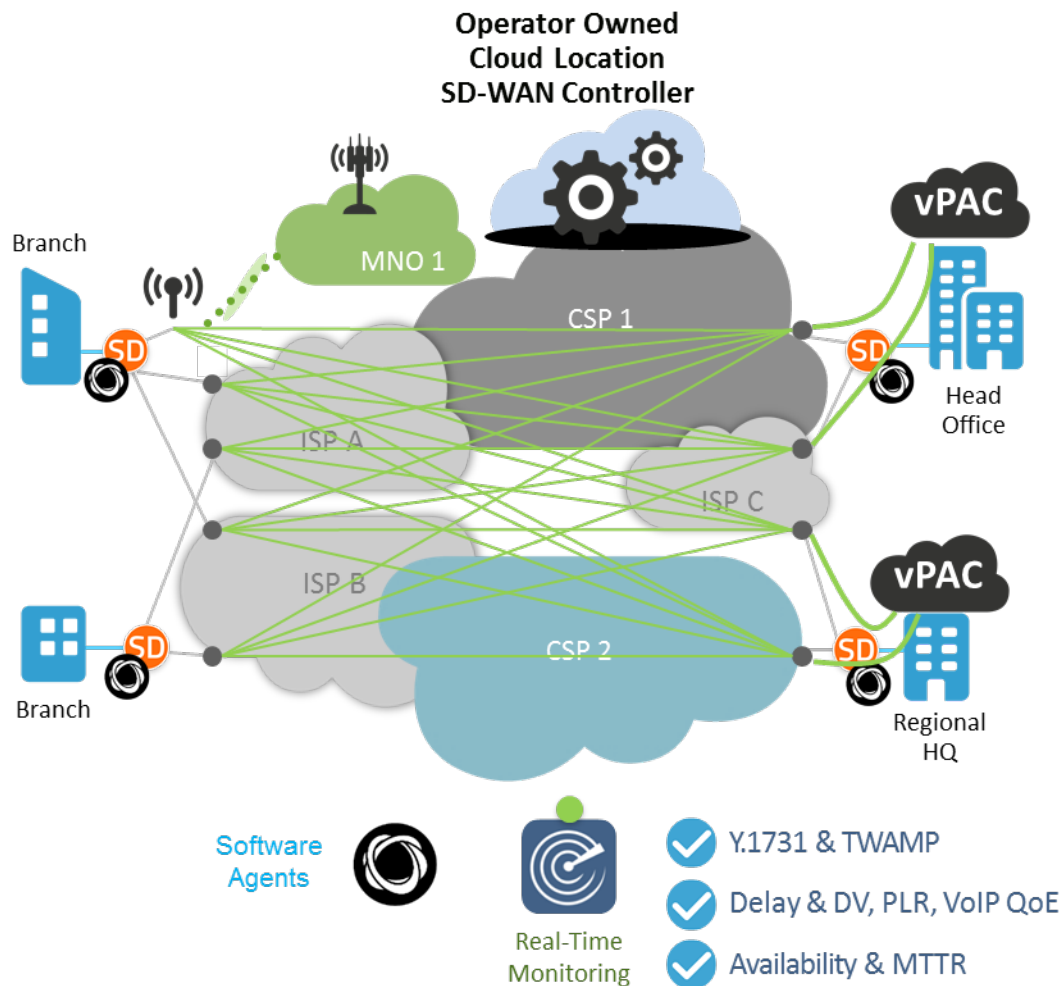 Operator Owned
Cloud Location
SD-WAN Controller
vPAC
Branch
MNO 1
CSP 1
SD
SD
Head
Office
ISP A
ISP C
ISP B
vPAC
CSP 2
SD
SD
Branch
Regional
HQ
Software
Agents
Real-Time
Monitoring
Y.1731 & TWAMP
Delay & DV, PLR, VoIP QoE
Availability & MTTR